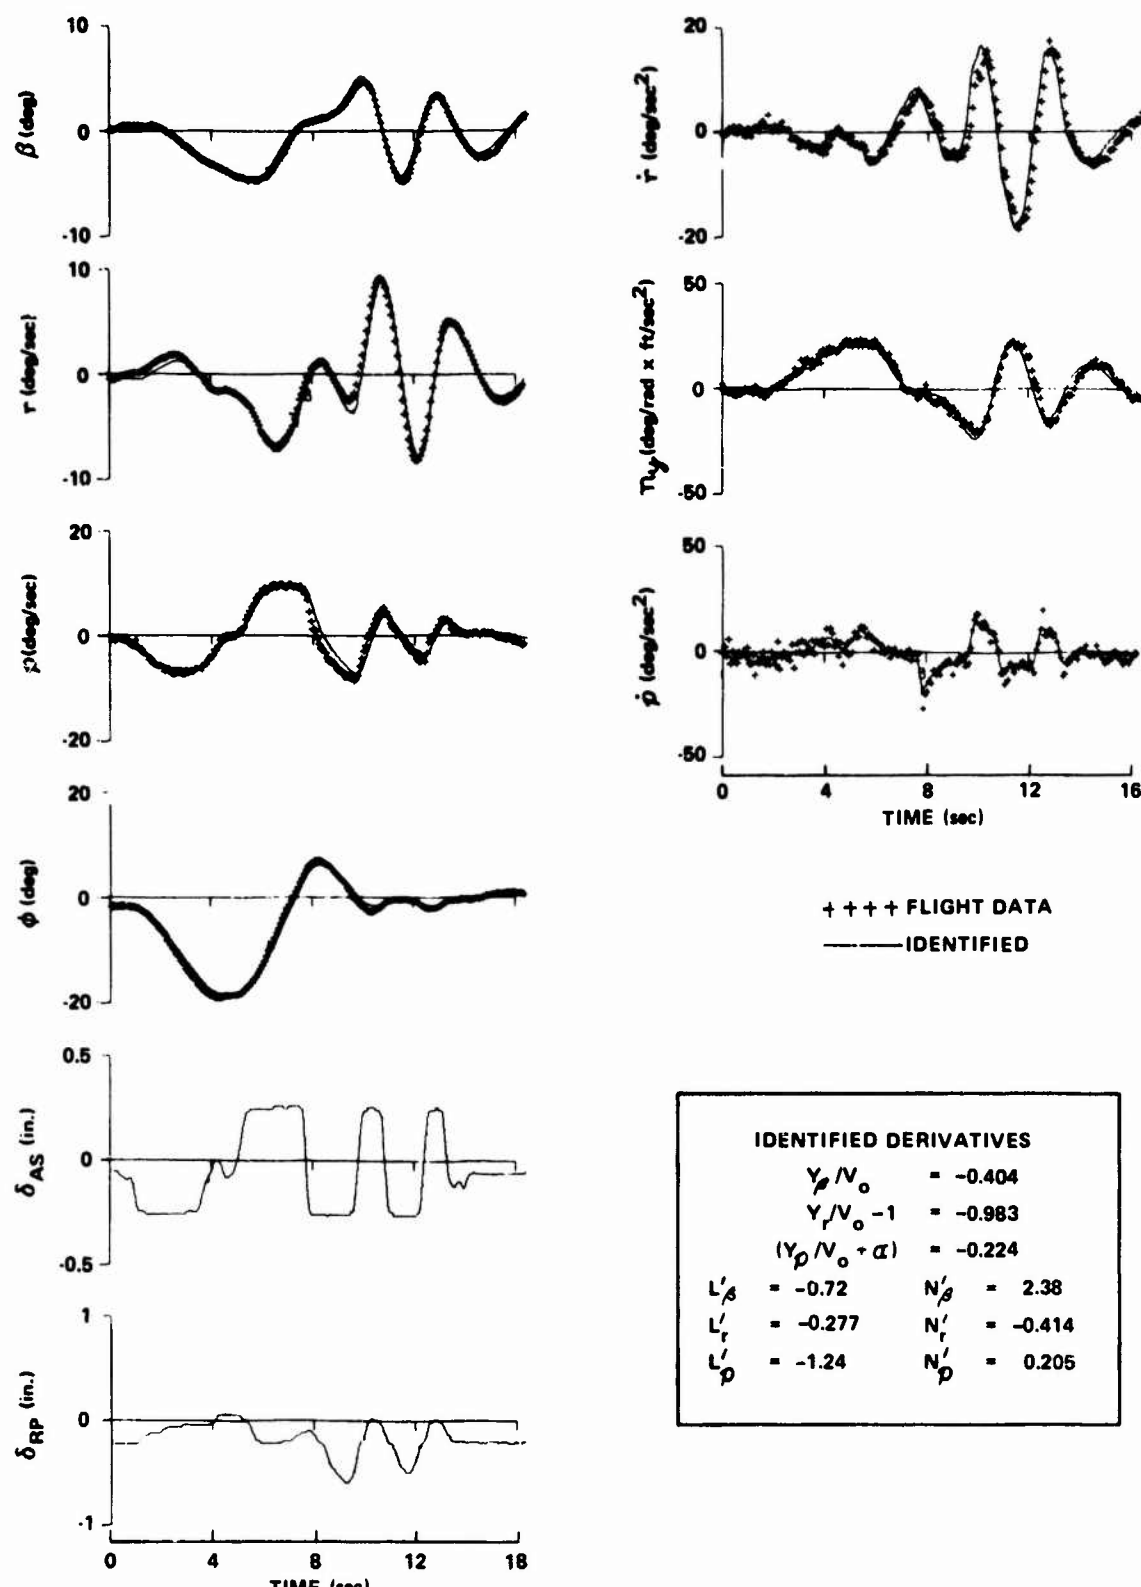 10
β (deg)
0
-10
10
r (deg/sec)
0
-10
20
p (deg/sec)
0
-20
20
ϕ (deg)
0
-20
0.5
δAS (in.)
0
-0.5
1
δRP (in.)
0
-1
0 4 8 12 18
TIME (sec)
20
ṙ (deg/sec²)
0
-20
50
ny (deg/rad x ft/sec²)
0
-50
50
ṗ (deg/sec²)
0
-50
0 4 8 12 16
TIME (sec)
+ + + + FLIGHT DATA
IDENTIFIED
IDENTIFIED DERIVATIVES
Yβ/Vo = -0.404
Yr/Vo -1 = -0.983
(Yp/Vo + α) = -0.224
L'β = -0.72 N'β = 2.38
L'r = -0.277 N'r = -0.414
L'p = -1.24 N'p = 0.205